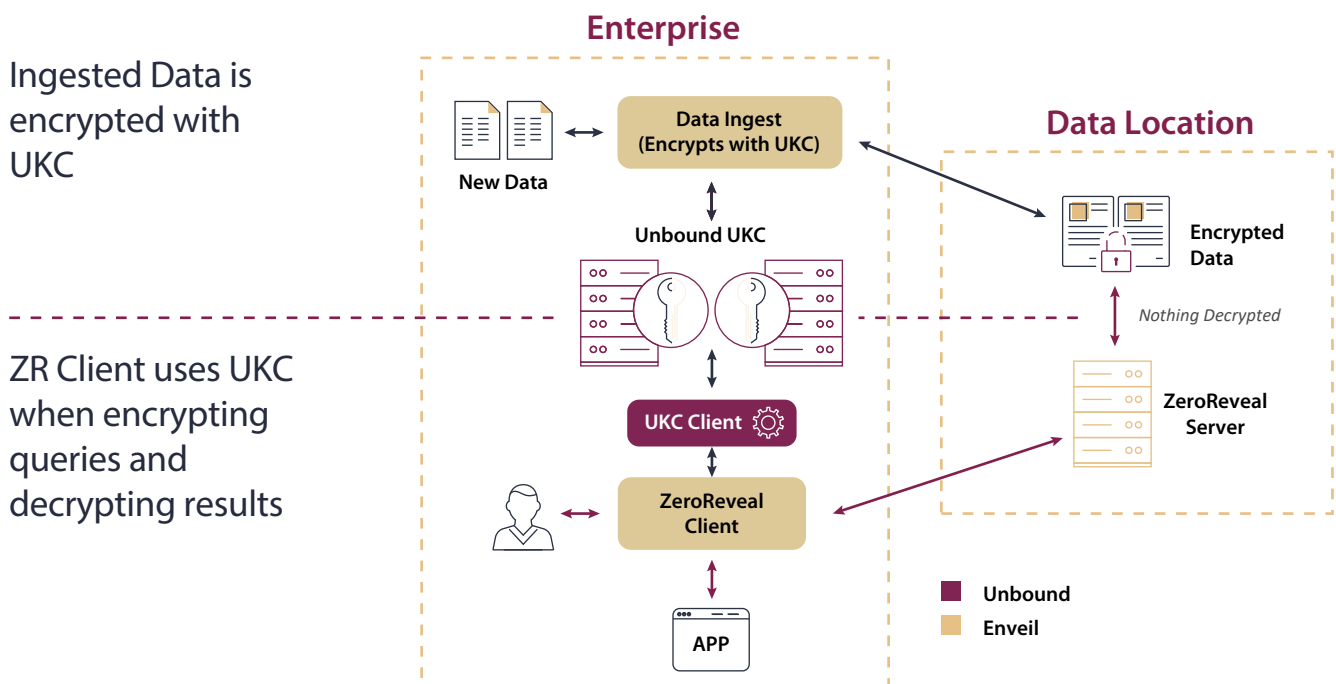 Enterprise
Ingested Data is
encrypted with
UKC
New Data
Data Ingest
(Encrypts with UKC)
Data Location
Unbound UKC
Encrypted
Data
Nothing Decrypted
ZR Client uses UKC
when encrypting
queries and
decrypting results
UKC Client
ZeroReveal
Server
ZeroReveal
Client
APP
Unbound
Enveil